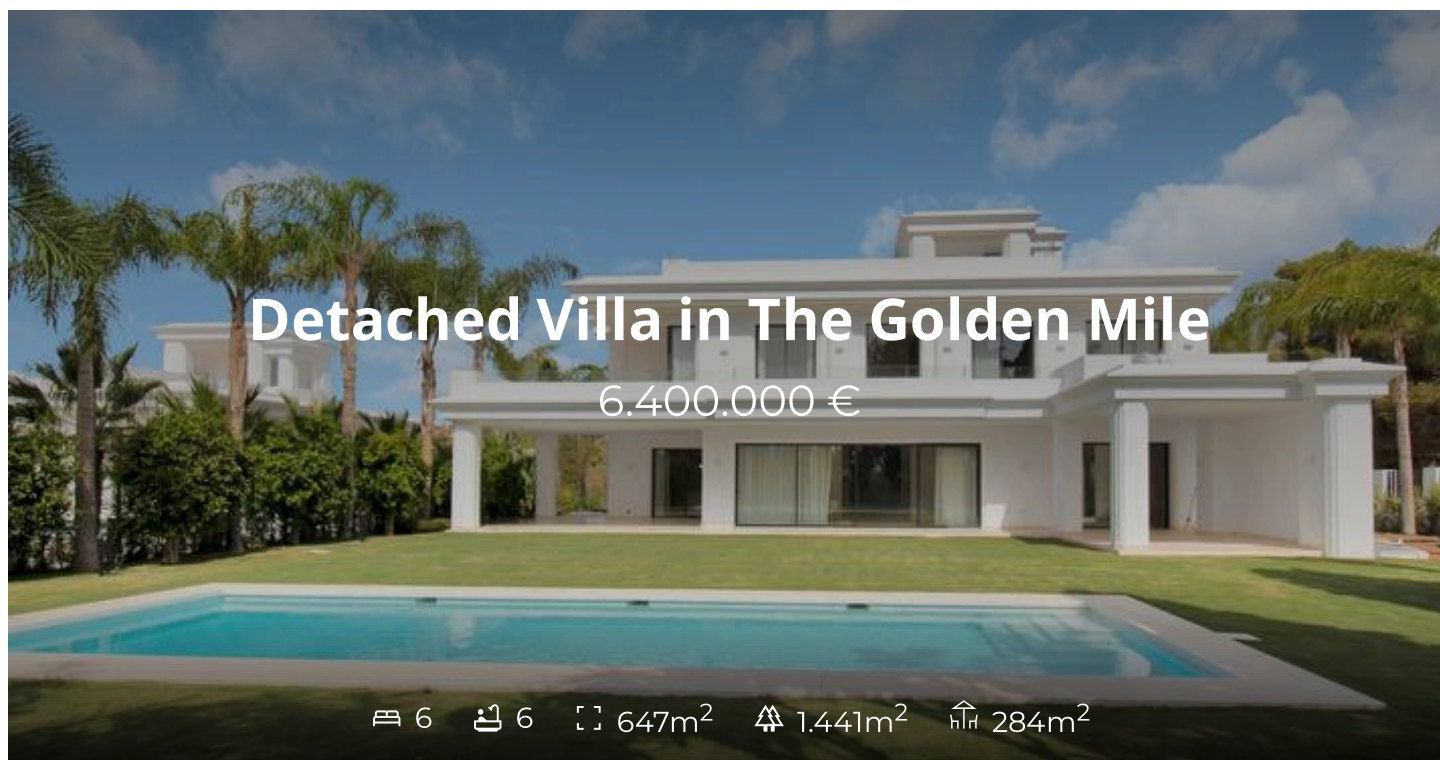 Detached Villa in The Golden Mile
6.400.000 €
6 6 647m² 1.441m² 284m²